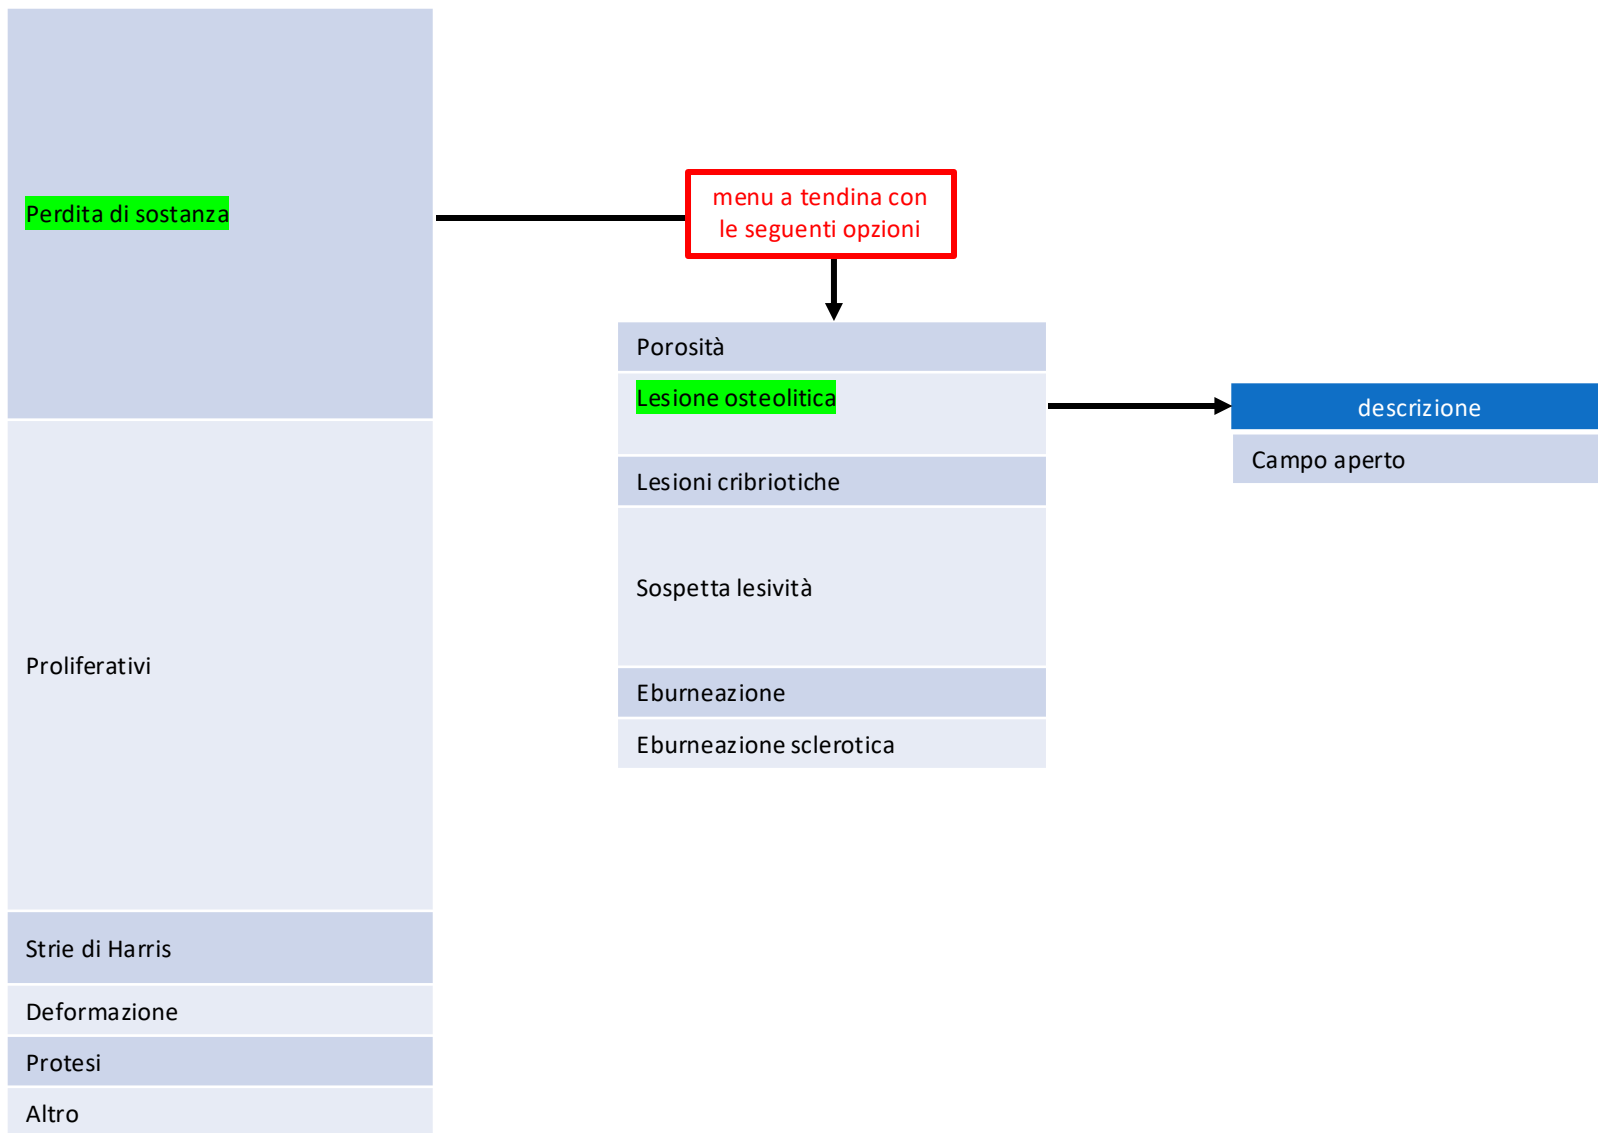 Perdita di sostanza
menu a tendina con
le seguenti opzioni
Porosità
Lesione osteolitica
descrizione
Campo aperto
Lesioni cribriotiche
Sospetta lesività
Proliferativi
Eburneazione
Eburneazione sclerotica
Strie di Harris
Deformazione
Protesi
Altro